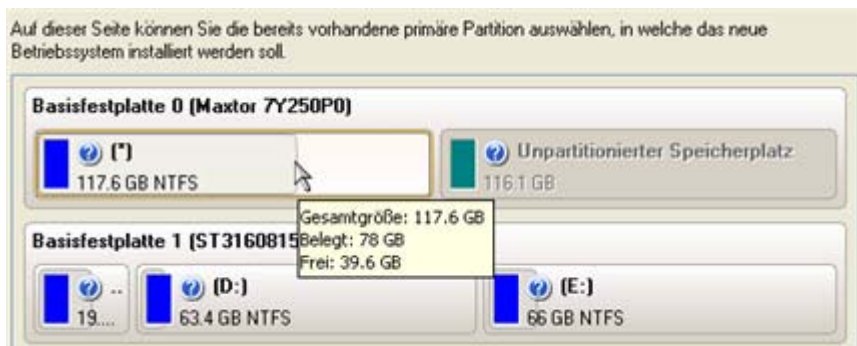 Auf dieser Seite können Sie die bereits vorhandene primäre Partition auswählen, in welche das neue
Betriebssystem installiert werden soll.
Basisfestplatte 0 (Maxtor 7Y250P0)
(*)
117.6 GB NTFS
Unpartitionierter Speicherplatz
116.1 GB
Gesamtgröße: 117.6 GB
Belegt: 78 GB
Frei: 39.6 GB
Basisfestplatte 1 (ST3160815
..
19....
(D:)
63.4 GB NTFS
(E:)
66 GB NTFS